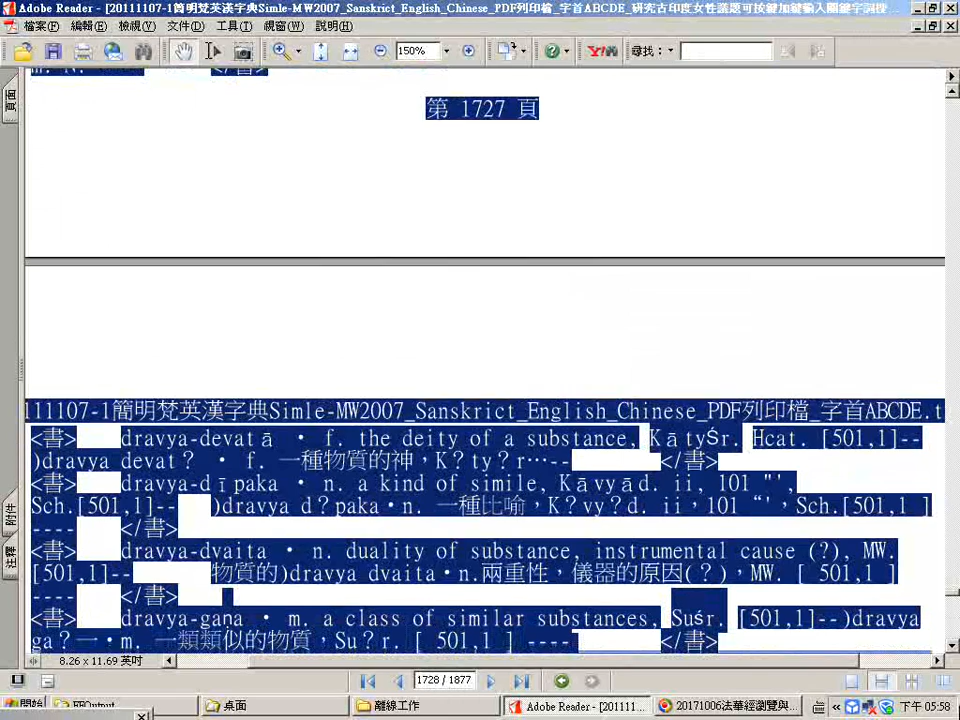 Adobe Reader - [20111107-1簡明梵英漢字典Simle-MW2007_Sanskrict_English_Chinese_PDF列印檔_字首ABCDE_研究古印度女性議題可按鍵加鍵輸入關鍵字詞搜
檔案(F) 編輯(E) 檢視(V) 文件(D) 工具(T) 視窗(W) 說明(H)
150% 尋找:
頁面
第 1727 頁
111107-1簡明梵英漢字典Simle-MW2007_Sanskrict_English_Chinese_PDF列印檔_字首ABCDE.t
<書> dravya-devatā • f. the deity of a substance, KātyŚr. Hcat. [501,1]--
)dravya devat? • f. 一種物質的神，K?ty?r…-- </書>
<書> dravya-dīpaka • n. a kind of simile, Kāvyād. ii, 101 "',
Sch.[501,1]-- )dravya d?paka•n. 一種比喻，K?vy?d. ii，101 “'，Sch.[501,1 ]
---- </書>
<書> dravya-dvaita • n. duality of substance, instrumental cause (?), MW.
[501,1]-- 物質的)dravya dvaita•n.兩重性，儀器的原因(?)，MW. [ 501,1 ]
---- </書>
<書> dravya-gaṇa • m. a class of similar substances, Suśr. [501,1]--)dravya
ga?一•m. 一類類似的物質，Su?r. [ 501,1 ] ---- </書>
附件
注釋
8.26 x 11.69 英吋
1728 / 1877
開始 EEOutput 桌面 離線工作 Adobe Reader - [201111... 20171006法華經瀏覽與... 下午 05:58